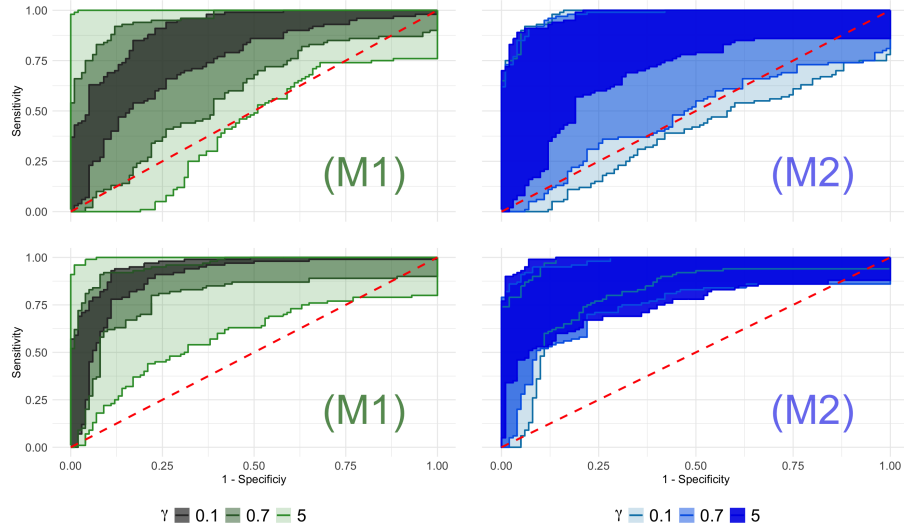 1.00
0.75
0.50
0.25
0.00
Sensitivity
(M1)
(M2)
1.00
0.75
0.50
0.25
0.00
Sensitivity
(M1)
(M2)
0.00 0.25 0.50 0.75 1.00
0.00 0.25 0.50 0.75 1.00
1 - Specificiy
1 - Specificity
γ 0.1 0.7 5
γ 0.1 0.7 5